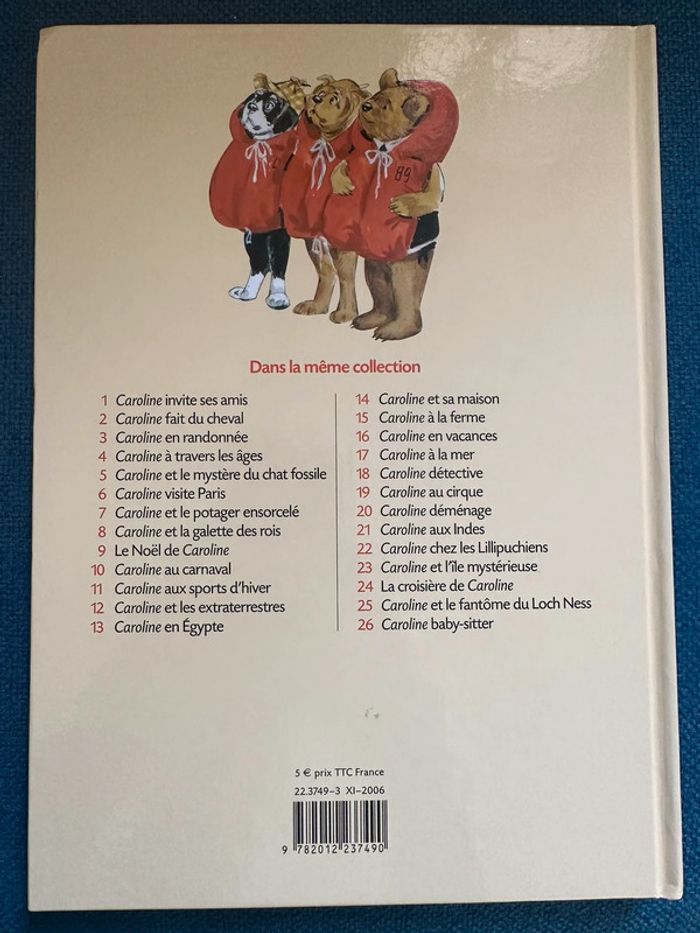 89
Dans la même collection
1 Caroline invite ses amis
2 Caroline fait du cheval
3 Caroline en randonnée
4 Caroline à travers les âges
5 Caroline et le mystère du chat fossile
6 Caroline visite Paris
7 Caroline et le potager ensorcelé
8 Caroline et la galette des rois
9 Le Noël de Caroline
10 Caroline au carnaval
11 Caroline aux sports d'hiver
12 Caroline et les extraterrestres
13 Caroline en Égypte
14 Caroline et sa maison
15 Caroline à la ferme
16 Caroline en vacances
17 Caroline à la mer
18 Caroline détective
19 Caroline au cirque
20 Caroline déménage
21 Caroline aux Indes
22 Caroline chez les Lillipuchiens
23 Caroline et l'île mystérieuse
24 La croisière de Caroline
25 Caroline et le fantôme du Loch Ness
26 Caroline baby-sitter
5 € prix TTC France
22.3749-3 XI-2006
9 782012 237490